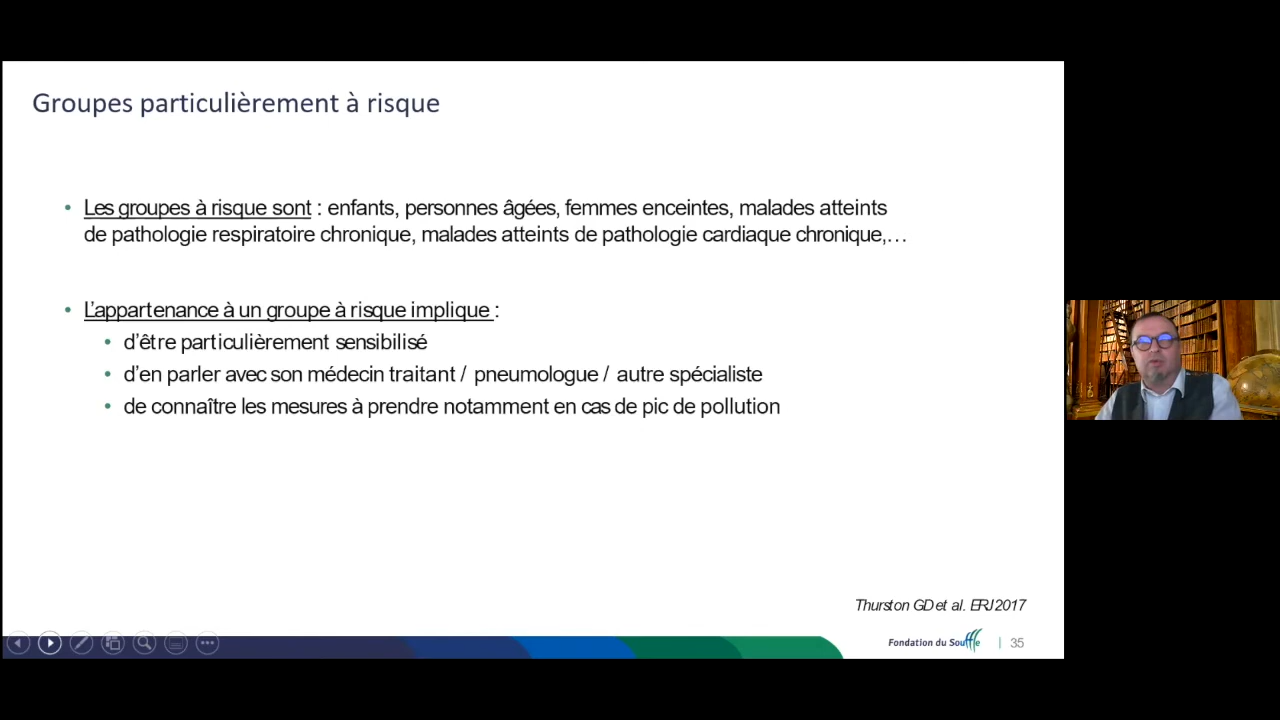 Groupes particulièrement à risque
• Les groupes à risque sont : enfants, personnes âgées, femmes enceintes, malades atteints
de pathologie respiratoire chronique, malades atteints de pathologie cardiaque chronique,…
• L’appartenance à un groupe à risque implique :
• d’être particulièrement sensibilisé
• d’en parler avec son médecin traitant / pneumologue / autre spécialiste
• de connaître les mesures à prendre notamment en cas de pic de pollution
Thurston GD et al. ERJ 2017
Fondation du Souffle | 35